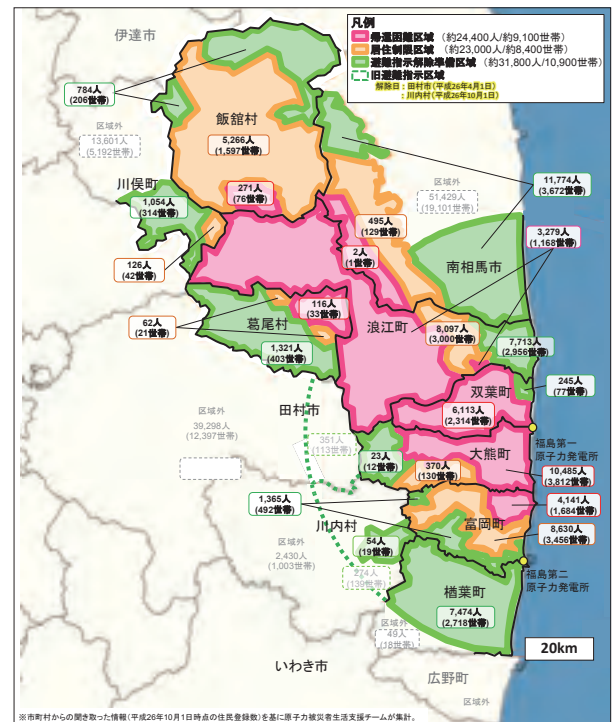 凡例
帰還困難区域 (約24,400人/約9,100世帯)
居住制限区域 (約23,000人/約8,400世帯)
避難指示解除準備区域 (約31,800人/10,900世帯)
旧避難指示区域
解除日：田村市(平成26年4月1日)
：川内村(平成26年10月1日)
伊達市
784人
(206世帯)
区域外
13,601人
(5,192世帯)
飯舘村
5,266人
(1,597世帯)
川俣町
1,054人
(314世帯)
271人
(76世帯)
区域外
51,429人
(19,101世帯)
11,774人
(3,672世帯)
495人
(129世帯)
3,279人
(1,168世帯)
2人
(1世帯)
南相馬市
126人
(42世帯)
116人
(33世帯)
62人
(21世帯)
葛尾村
浪江町
8,097人
(3,000世帯)
7,713人
(2,956世帯)
1,321人
(403世帯)
双葉町
245人
(77世帯)
田村市
6,113人
(2,314世帯)
区域外
39,298人
(12,397世帯)
351人
(113世帯)
福島第一
原子力発電所
大熊町
23人
(12世帯)
370人
(130世帯)
10,485人
(3,812世帯)
1,365人
(492世帯)
4,141人
(1,684世帯)
川内村
富岡町
8,630人
(3,456世帯)
54人
(19世帯)
区域外
2,430人
(1,003世帯)
274人
(139世帯)
福島第二
原子力発電所
楢葉町
7,474人
(2,718世帯)
区域外
49人
(18世帯)
20km
いわき市
広野町
区域外
※市町村からの聞き取った情報(平成26年10月1日時点の住民登録数)を基に原子力被災者生活支援チームが集計。